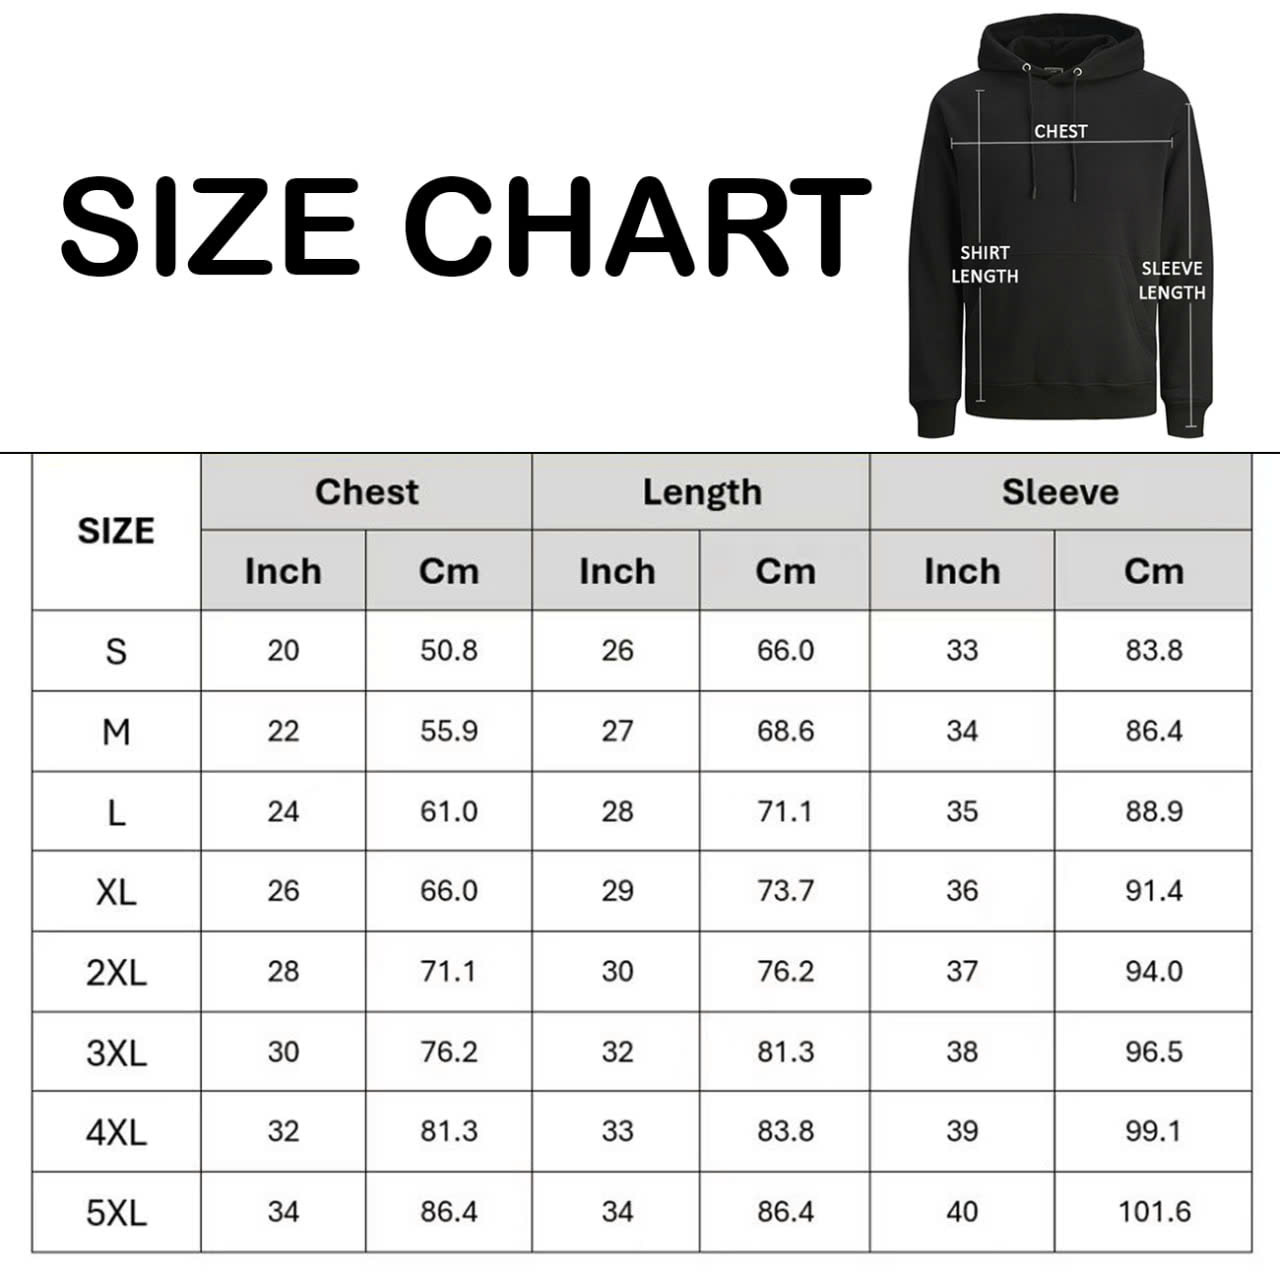 SIZE CHART
CHEST
SHIRT
LENGTH
SLEEVE
LENGTH
SIZE Chest Length Sleeve
Inch Cm Inch Cm Inch Cm
S 20 50.8 26 66.0 33 83.8
M 22 55.9 27 68.6 34 86.4
L 24 61.0 28 71.1 35 88.9
XL 26 66.0 29 73.7 36 91.4
2XL 28 71.1 30 76.2 37 94.0
3XL 30 76.2 32 81.3 38 96.5
4XL 32 81.3 33 83.8 39 99.1
5XL 34 86.4 34 86.4 40 101.6